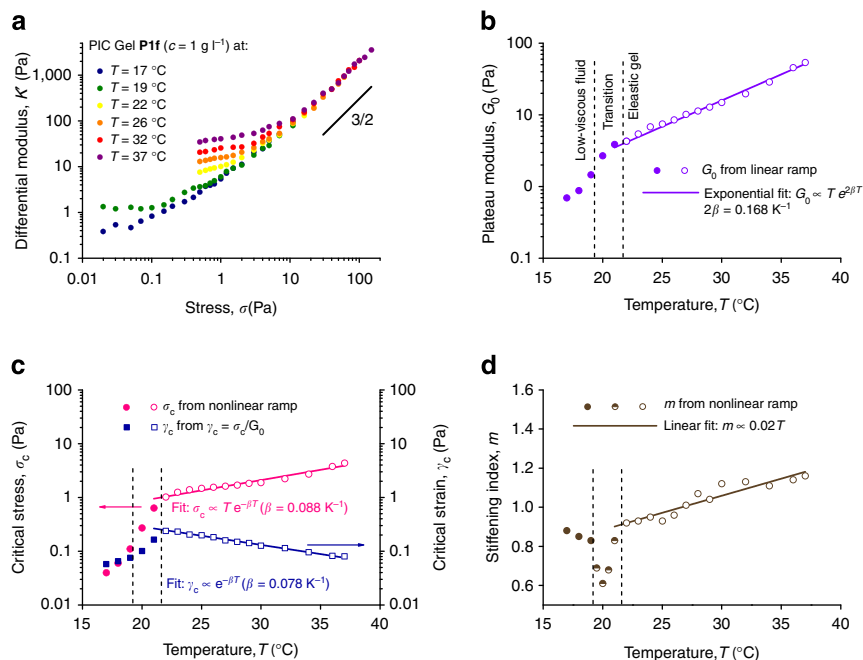 a
PIC Gel P1f (c = 1 g l⁻¹) at:
T = 17 °C
T = 19 °C
T = 22 °C
T = 26 °C
T = 32 °C
T = 37 °C
Differential modulus, K′ (Pa)
1,000
100
10
1
0.1
3/2
0.01
0.1
1
10
100
Stress, σ(Pa)
b
Plateau modulus, G₀ (Pa)
100
10
0
0.1
Low-viscous fluid
Transition
Eleastic gel
G₀ from linear ramp
Exponential fit: G₀ ∝ T e^2βT
2β = 0.168 K⁻¹
15 20 25 30 35 40
Temperature, T (°C)
c
Critical stress, σc (Pa)
100
10
1
0.1
0.01
σc from nonlinear ramp
γc from γc = σc/G₀
Fit: σc ∝ T e^−βT (β = 0.088 K⁻¹)
Fit: γc ∝ e^−βT (β = 0.078 K⁻¹)
100
10
1
0.1
0.01
Critical strain, γc (Pa)
15 20 25 30 35 40
Temperature, T (°C)
d
Stiffening index, m
1.6
1.4
1.2
1.0
0.8
0.6
m from nonlinear ramp
Linear fit: m ∝ 0.02T
15 20 25 30 35 40
Temperature, T (°C)